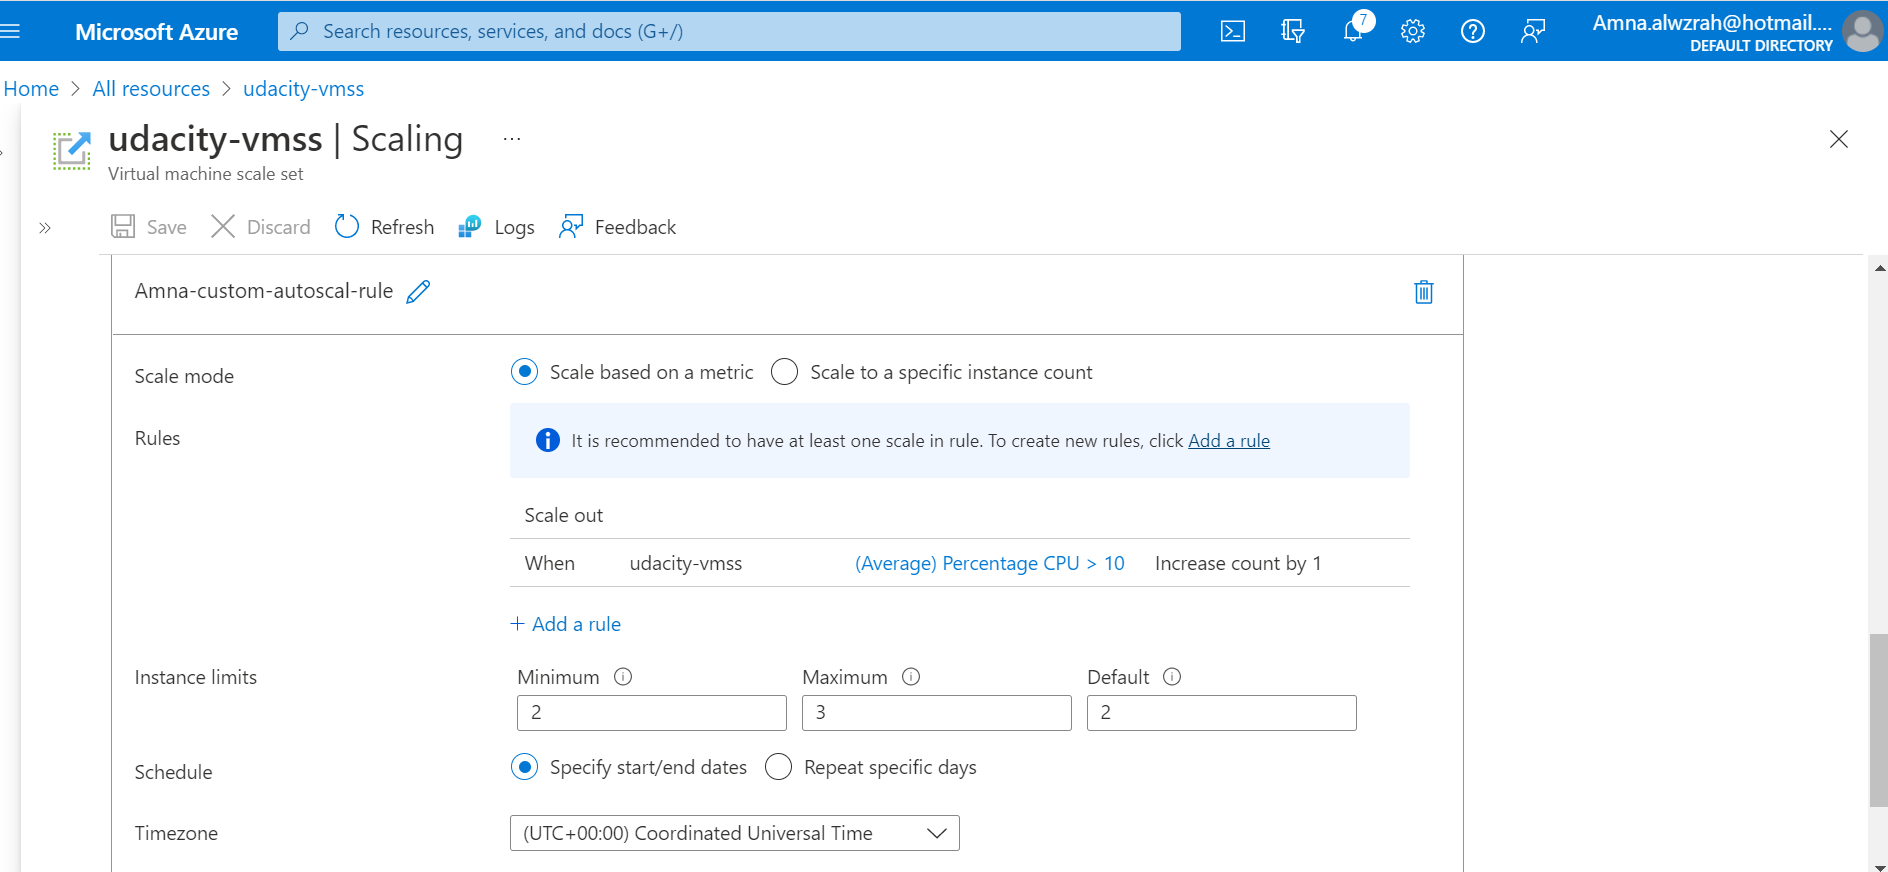 Microsoft Azure
Search resources, services, and docs (G+/)
7
Amna.alwzrah@hotmail....
DEFAULT DIRECTORY
Home > All resources > udacity-vmss
udacity-vmss | Scaling ...
Virtual machine scale set
Save Discard Refresh Logs Feedback
Amna-custom-autoscal-rule
Scale mode
Scale based on a metric Scale to a specific instance count
Rules
It is recommended to have at least one scale in rule. To create new rules, click Add a rule
Scale out
When udacity-vmss (Average) Percentage CPU > 10 Increase count by 1
+ Add a rule
Instance limits
Minimum Maximum Default
2 3 2
Schedule
Specify start/end dates Repeat specific days
Timezone
(UTC+00:00) Coordinated Universal Time